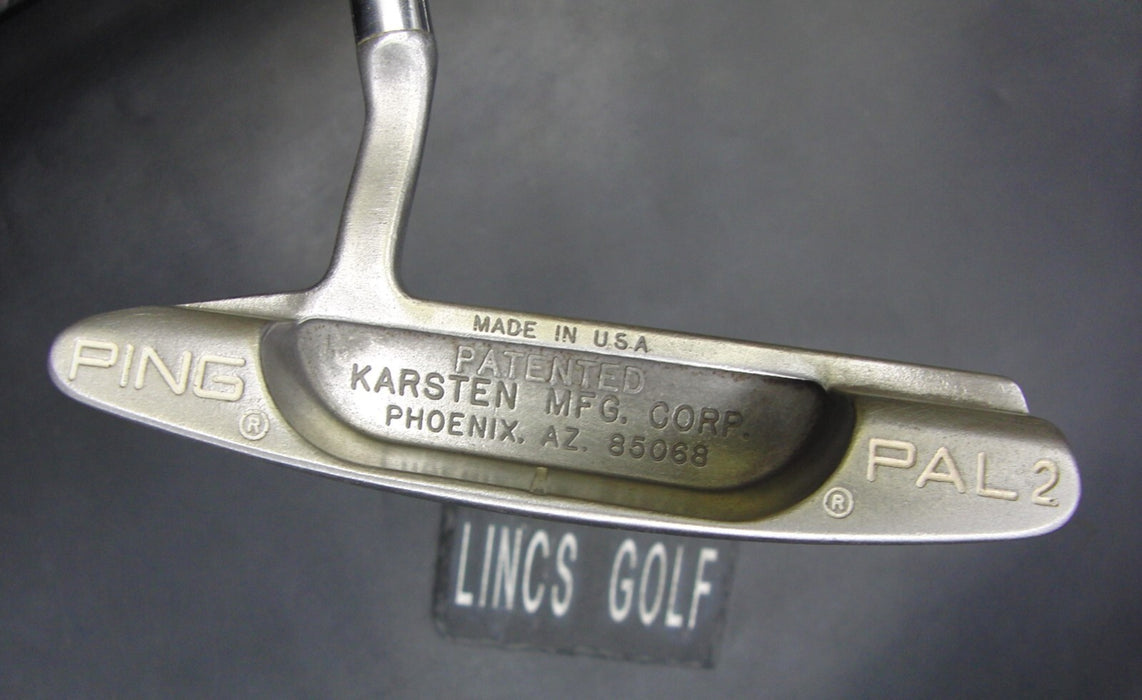 MADE IN U.S.A
PATENTED
KARSTEN MFG. CORP.
PHOENIX, AZ. 85068
PING ®
PAL 2 ®
LINCS GOLF